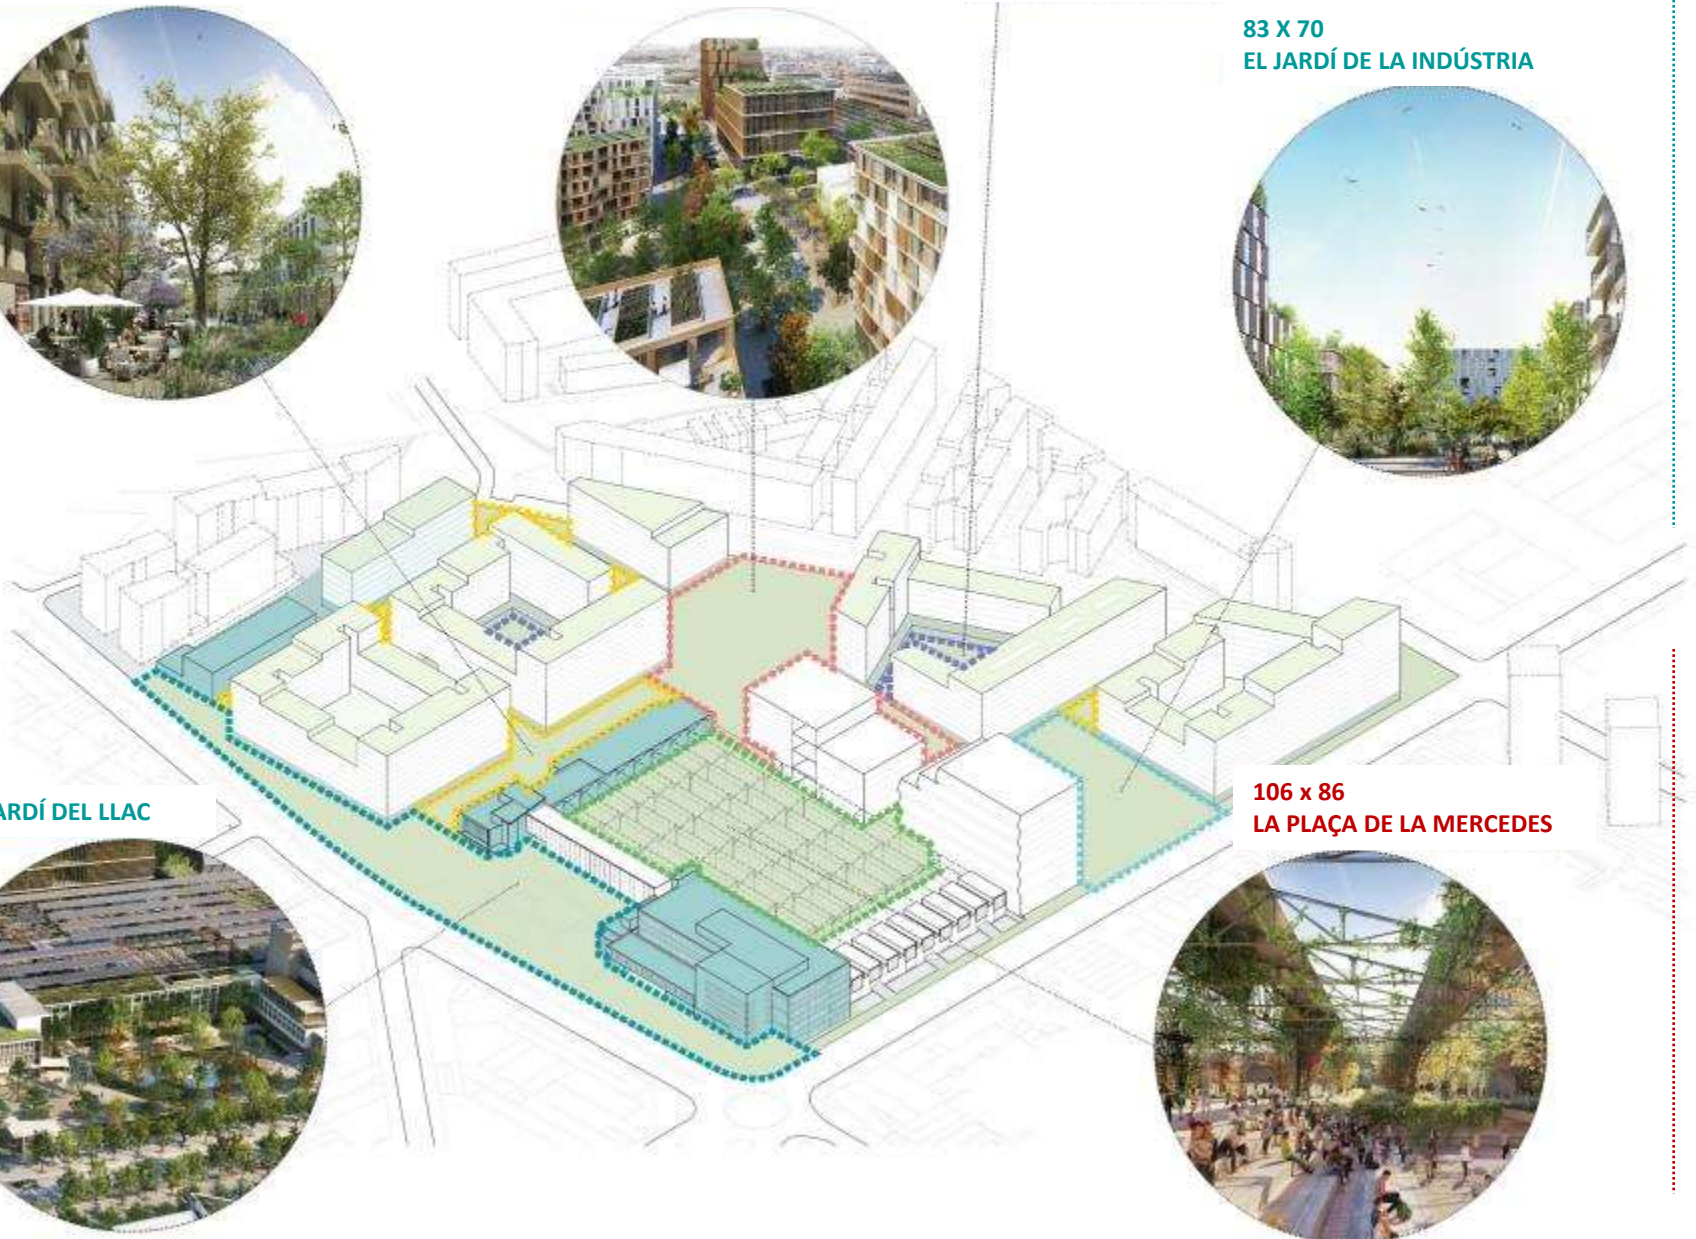 83 X 70
EL JARDÍ DE LA INDÚSTRIA
ARDÍ DEL LLAC
106 x 86
LA PLAÇA DE LA MERCEDES